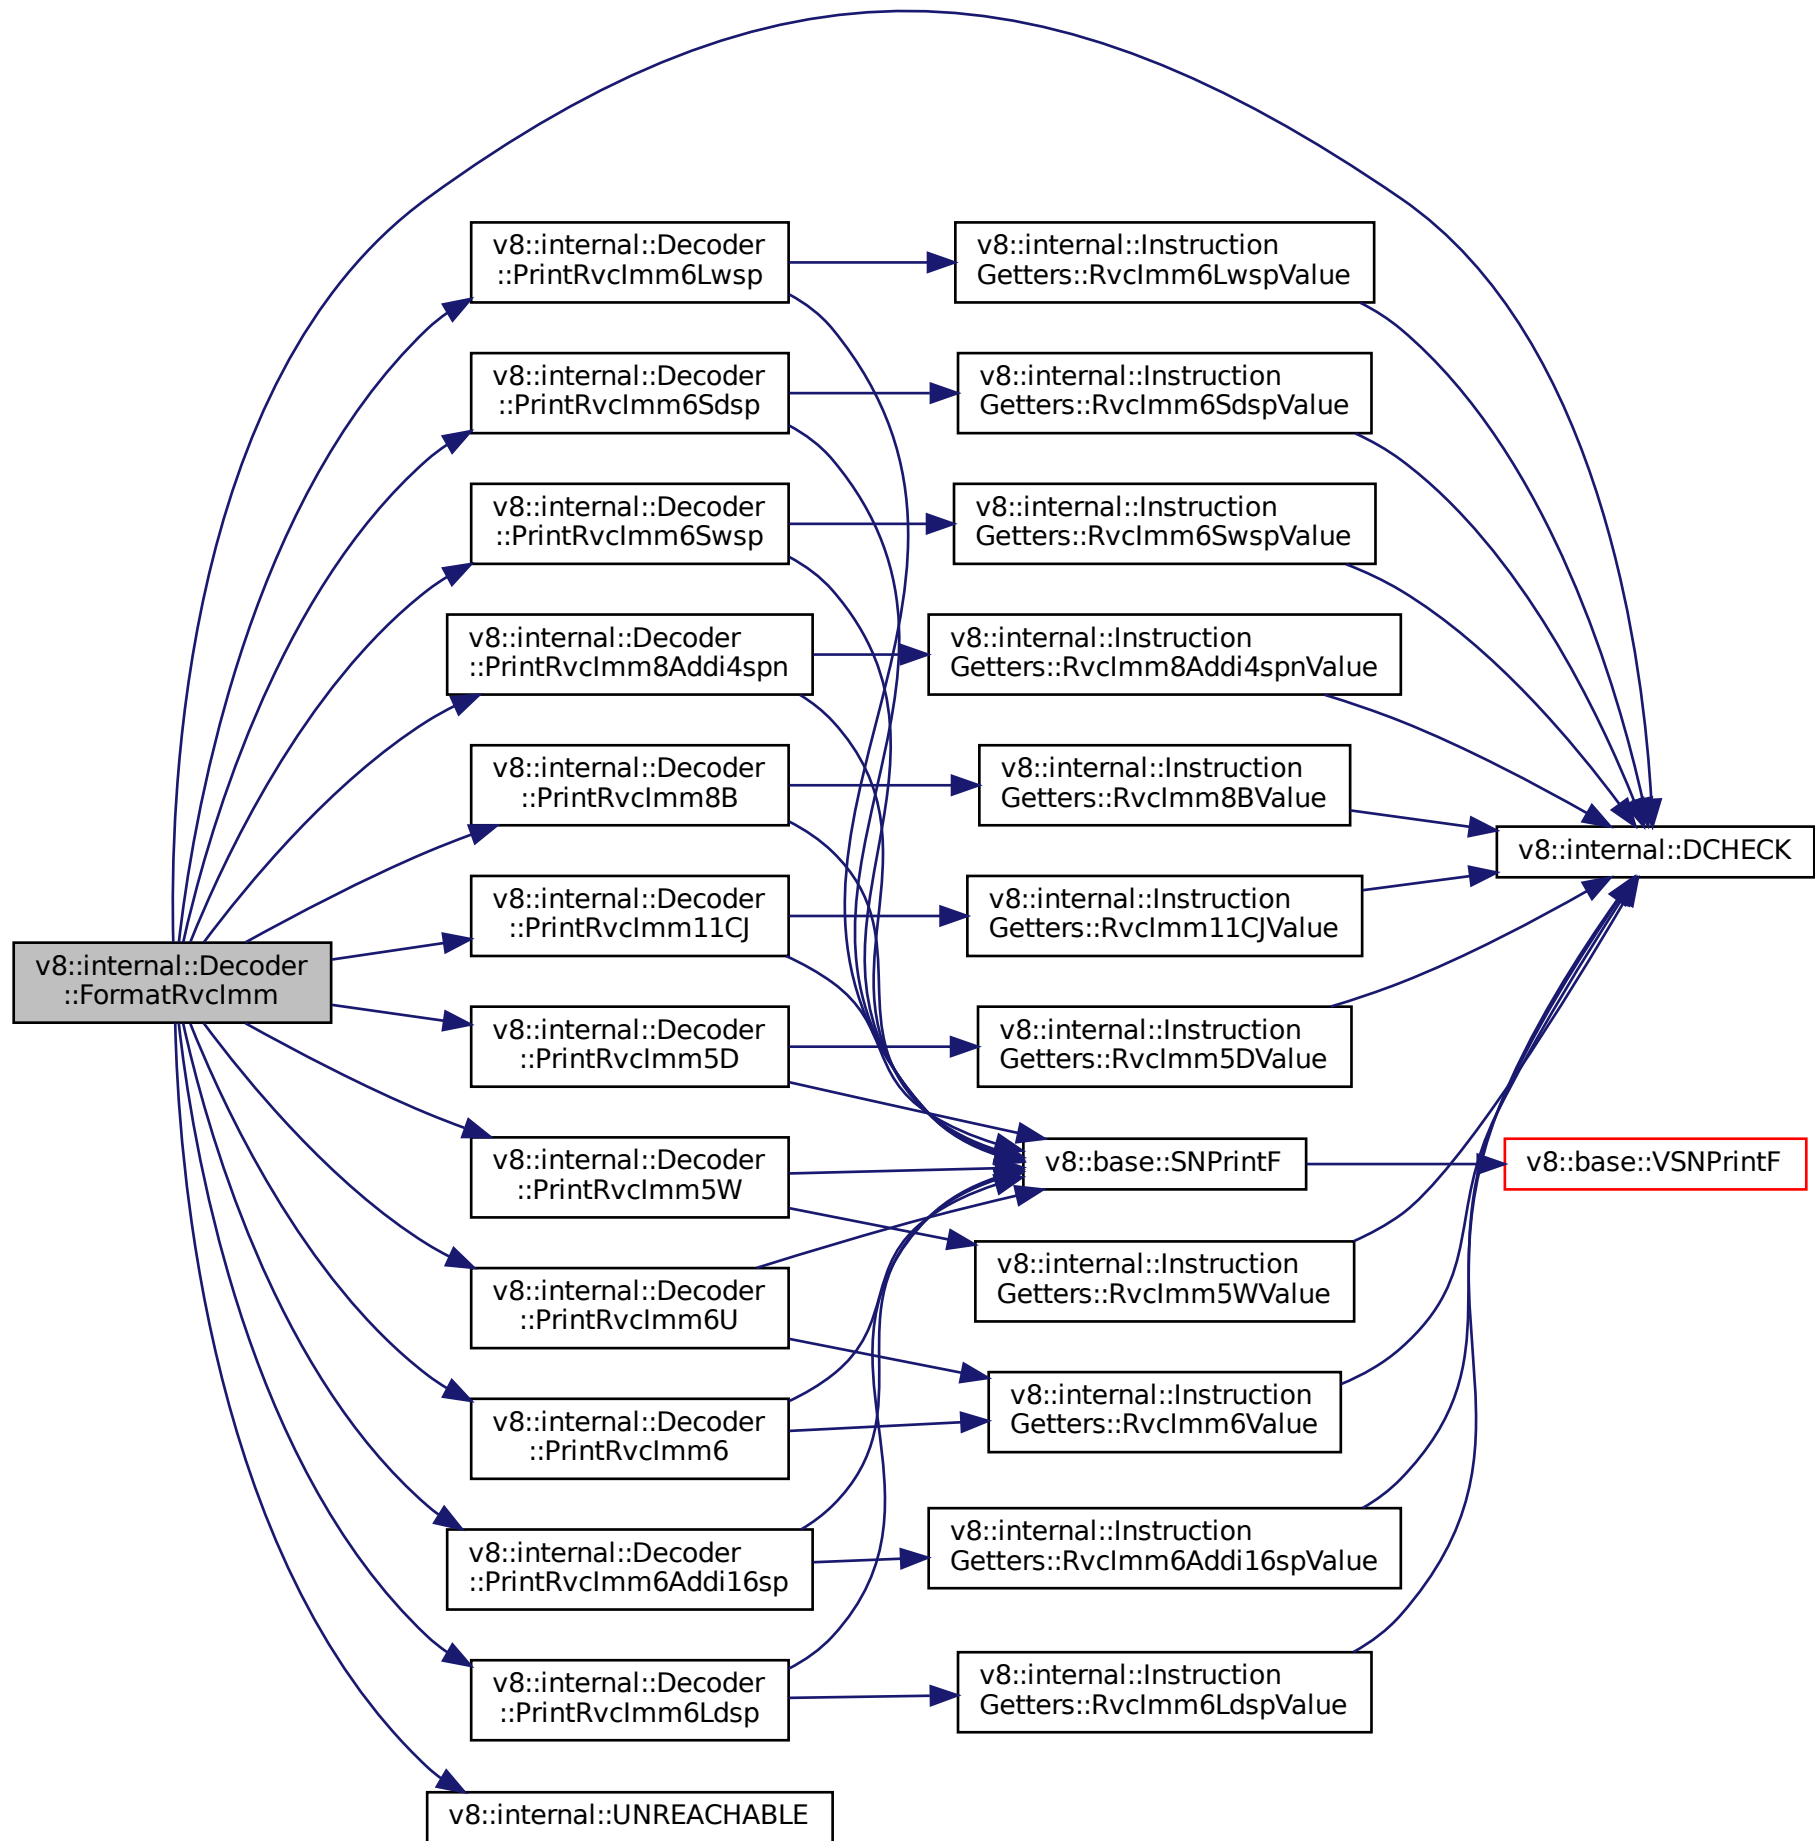 v8::internal::Decoder
::FormatRvcImm
v8::internal::Decoder
::PrintRvcImm6Lwsp
v8::internal::Decoder
::PrintRvcImm6Sdsp
v8::internal::Decoder
::PrintRvcImm6Swsp
v8::internal::Decoder
::PrintRvcImm8Addi4spn
v8::internal::Decoder
::PrintRvcImm8B
v8::internal::Decoder
::PrintRvcImm11CJ
v8::internal::Decoder
::PrintRvcImm5D
v8::internal::Decoder
::PrintRvcImm5W
v8::internal::Decoder
::PrintRvcImm6U
v8::internal::Decoder
::PrintRvcImm6
v8::internal::Decoder
::PrintRvcImm6Addi16sp
v8::internal::Decoder
::PrintRvcImm6Ldsp
v8::internal::UNREACHABLE
v8::internal::Instruction
Getters::RvcImm6LwspValue
v8::internal::Instruction
Getters::RvcImm6SdspValue
v8::internal::Instruction
Getters::RvcImm6SwspValue
v8::internal::Instruction
Getters::RvcImm8Addi4spnValue
v8::internal::Instruction
Getters::RvcImm8BValue
v8::internal::Instruction
Getters::RvcImm11CJValue
v8::internal::Instruction
Getters::RvcImm5DValue
v8::base::SNPrintF
v8::internal::Instruction
Getters::RvcImm5WValue
v8::internal::Instruction
Getters::RvcImm6Value
v8::internal::Instruction
Getters::RvcImm6Addi16spValue
v8::internal::Instruction
Getters::RvcImm6LdspValue
v8::internal::DCHECK
v8::base::VSNPrintF